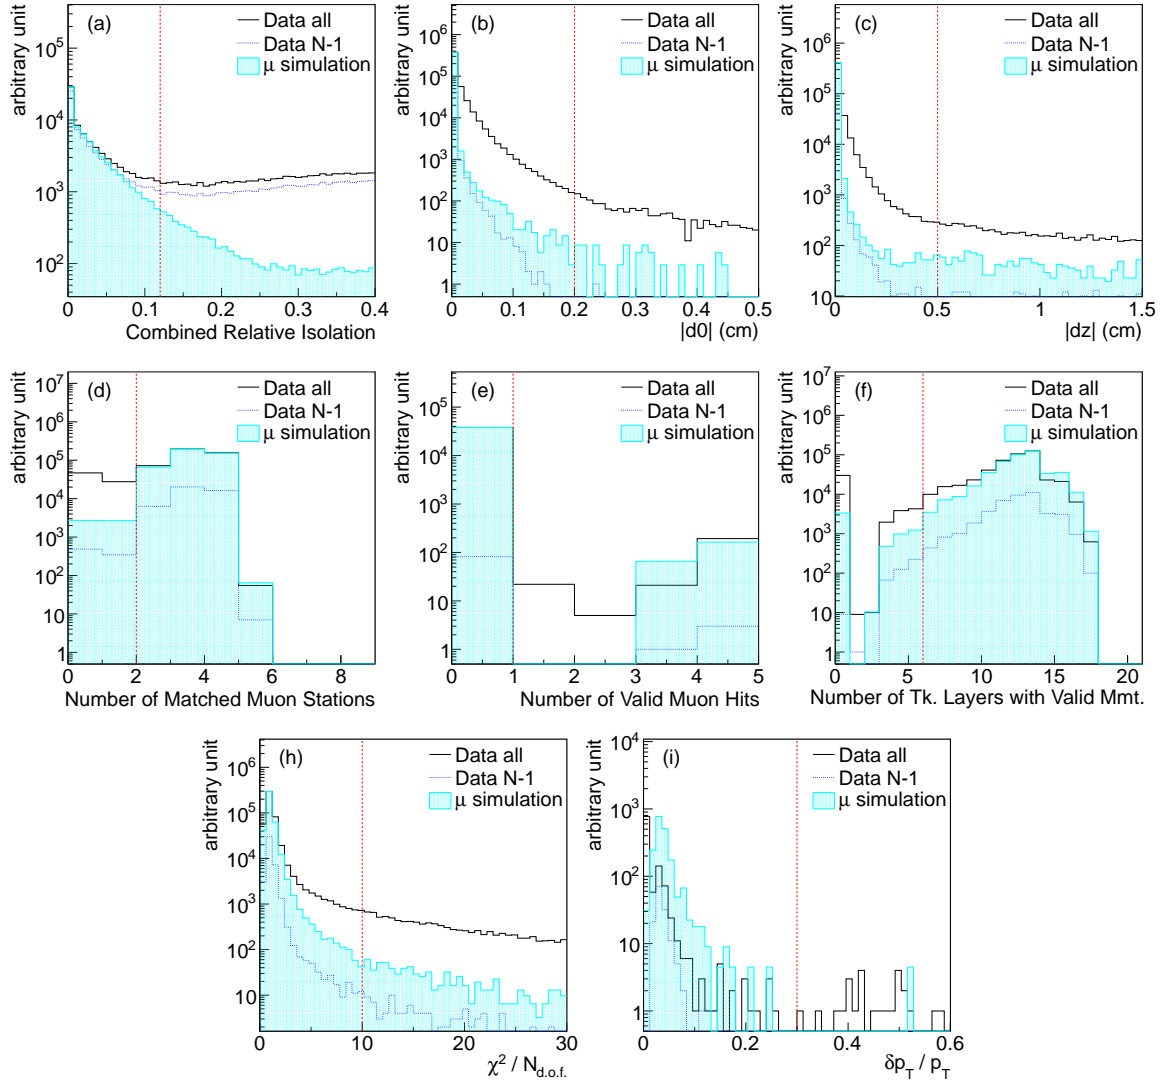 (a)
Data all
Data N-1
μ simulation
arbitrary unit
10^5
10^4
10^3
10^2
0 0.1 0.2 0.3 0.4
Combined Relative Isolation
(b)
Data all
Data N-1
μ simulation
arbitrary unit
10^6
10^5
10^4
10^3
10^2
10
1
0 0.1 0.2 0.3 0.4 0.5
|d0| (cm)
(c)
Data all
Data N-1
μ simulation
arbitrary unit
10^6
10^5
10^4
10^3
10^2
10
0 0.5 1 1.5
|dz| (cm)
(d)
Data all
Data N-1
μ simulation
arbitrary unit
10^7
10^6
10^5
10^4
10^3
10^2
10
1
0 2 4 6 8
Number of Matched Muon Stations
(e)
Data all
Data N-1
μ simulation
arbitrary unit
10^5
10^4
10^3
10^2
10
1
0 1 2 3 4 5
Number of Valid Muon Hits
(f)
Data all
Data N-1
μ simulation
arbitrary unit
10^7
10^6
10^5
10^4
10^3
10^2
10
1
0 5 10 15 20
Number of Tk. Layers with Valid Mmt.
(h)
Data all
Data N-1
μ simulation
arbitrary unit
10^6
10^5
10^4
10^3
10^2
10
0 10 20 30
χ^2 / N_d.o.f.
(i)
Data all
Data N-1
μ simulation
arbitrary unit
10^4
10^3
10^2
10
1
0 0.2 0.4 0.6
δp_T / p_T